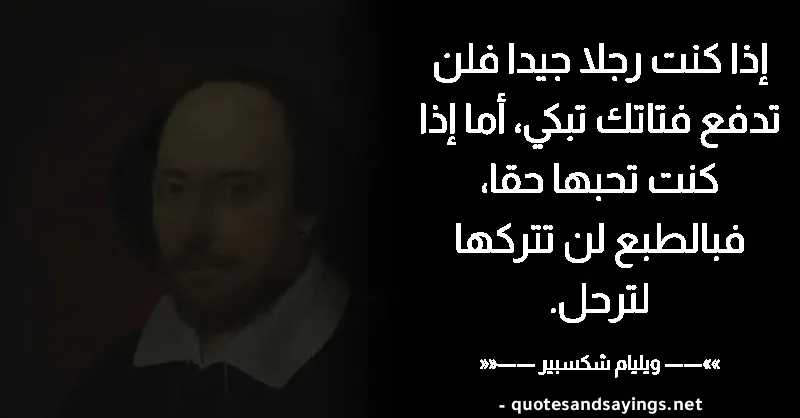 إذا كنت رجلا جيدا فلن
تدفع فتاتك تبكي، أما إذا
كنت تحبها حقا،
فبالطبع لن تتركها
لترحل.
»»—— ويليام شكسبير ——««
- quotesandsayings.net